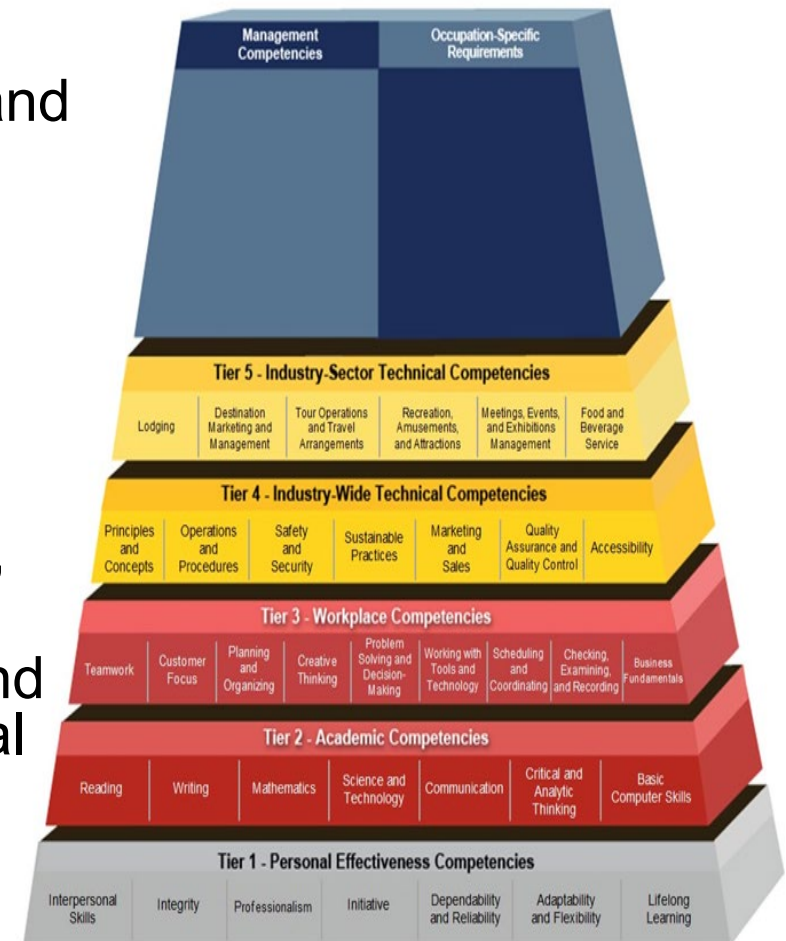 and
,
nd
al
Management
Competencies
Occupation-Specific
Requirements
Tier 5 - Industry-Sector Technical Competencies
Lodging
Destination
Marketing and
Management
Tour Operations
and Travel
Arrangements
Recreation,
Amusements,
and Attractions
Meetings, Events,
and Exhibitions
Management
Food and
Beverage
Service
Tier 4 - Industry-Wide Technical Competencies
Principles
and
Concepts
Operations
and
Procedures
Safety
and
Security
Sustainable
Practices
Marketing
and
Sales
Quality
Assurance and
Quality Control
Accessibility
Tier 3 - Workplace Competencies
Teamwork
Customer
Focus
Planning
and
Organizing
Creative
Thinking
Problem
Solving and
Decision-
Making
Working with
Tools and
Technology
Scheduling
and
Coordinating
Checking,
Examining,
and Recording
Business
Fundamentals
Tier 2 - Academic Competencies
Reading
Writing
Mathematics
Science and
Technology
Communication
Critical and
Analytic
Thinking
Basic
Computer Skills
Tier 1 - Personal Effectiveness Competencies
Interpersonal
Skills
Integrity
Professionalism
Initiative
Dependability
and Reliability
Adaptability
and Flexibility
Lifelong
Learning